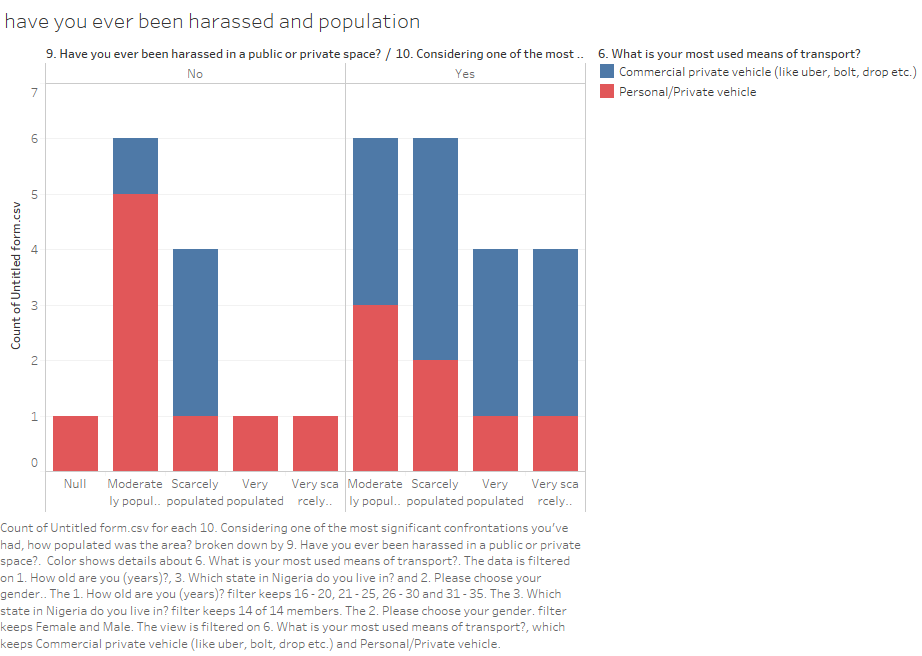 have you ever been harassed and population
9. Have you ever been harassed in a public or private space? / 10. Considering one of the most ..
No Yes
7
6
5
4
3
2
1
0
Count of Untitled form.csv
Null Moderate Scarcely Very Very sca Moderate Scarcely Very Very sca
ly popul.. populated populated rcely.. ly popul.. populated populated rcely..
6. What is your most used means of transport?
Commercial private vehicle (like uber, bolt, drop etc.)
Personal/Private vehicle
Count of Untitled form.csv for each 10. Considering one of the most significant confrontations you've
had, how populated was the area? broken down by 9. Have you ever been harassed in a public or private
space?.  Color shows details about 6. What is your most used means of transport?. The data is filtered
on 1. How old are you (years)?, 3. Which state in Nigeria do you live in? and 2. Please choose your
gender.. The 1. How old are you (years)? filter keeps 16 - 20, 21 - 25, 26 - 30 and 31 - 35. The 3. Which
state in Nigeria do you live in? filter keeps 14 of 14 members. The 2. Please choose your gender. filter
keeps Female and Male. The view is filtered on 6. What is your most used means of transport?, which
keeps Commercial private vehicle (like uber, bolt, drop etc.) and Personal/Private vehicle.